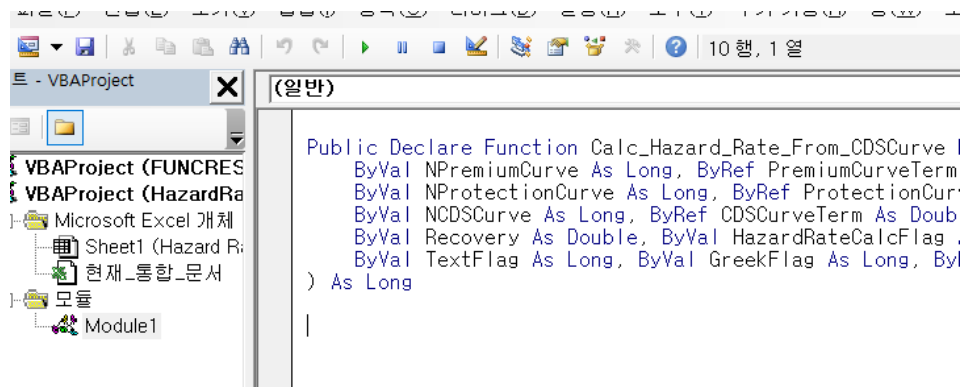 10 행, 1 열
트 - VBAProject
(일반)
VBAProject (FUNCRES
VBAProject (HazardRa
Microsoft Excel 개체
Sheet1 (Hazard Ra
현재_통합_문서
모듈
Module1
Public Declare Function Calc_Hazard_Rate_From_CDSCurve
ByVal NPremiumCurve As Long, ByRef PremiumCurveTerm
ByVal NProtectionCurve As Long, ByRef ProtectionCur
ByVal NCDSCurve As Long, ByRef CDSCurveTerm As Doub
ByVal Recovery As Double, ByVal HazardRateCalcFlag
ByVal TextFlag As Long, ByVal GreekFlag As Long, By
) As Long